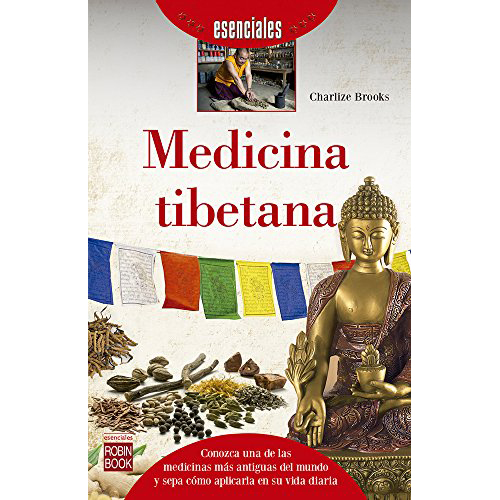 esenciales
Charlize Brooks
Medicina
tibetana
esenciales
ROBIN
BOOK
Conozca una de las
medicinas más antiguas del mundo
y sepa cómo aplicarla en su vida diaria